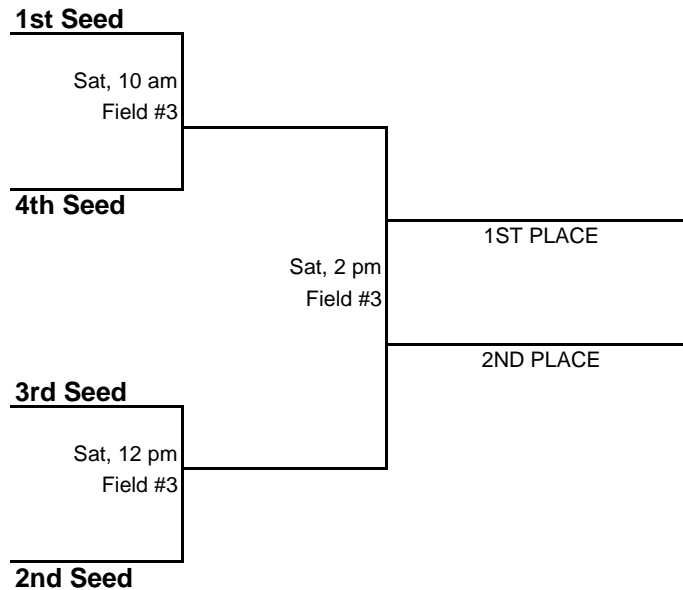 1st Seed
Sat, 10 am
Field #3
4th Seed
1ST PLACE
Sat, 2 pm
Field #3
2ND PLACE
3rd Seed
Sat, 12 pm
Field #3
2nd Seed